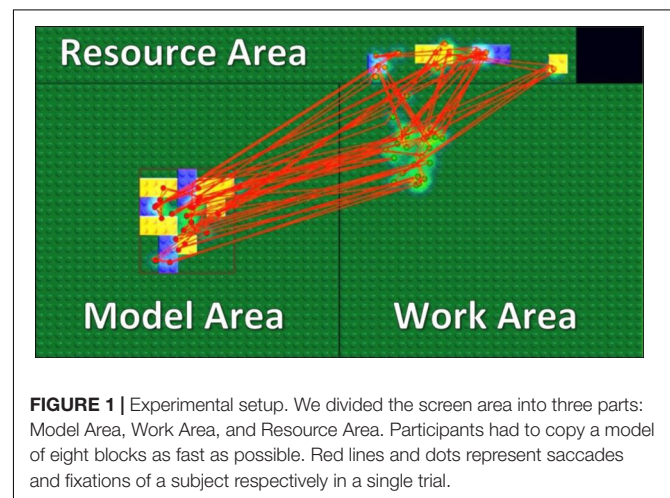 Resource Area
Model Area
Work Area
FIGURE 1 | Experimental setup. We divided the screen area into three parts:
Model Area, Work Area, and Resource Area. Participants had to copy a model
of eight blocks as fast as possible. Red lines and dots represent saccades
and fixations of a subject respectively in a single trial.